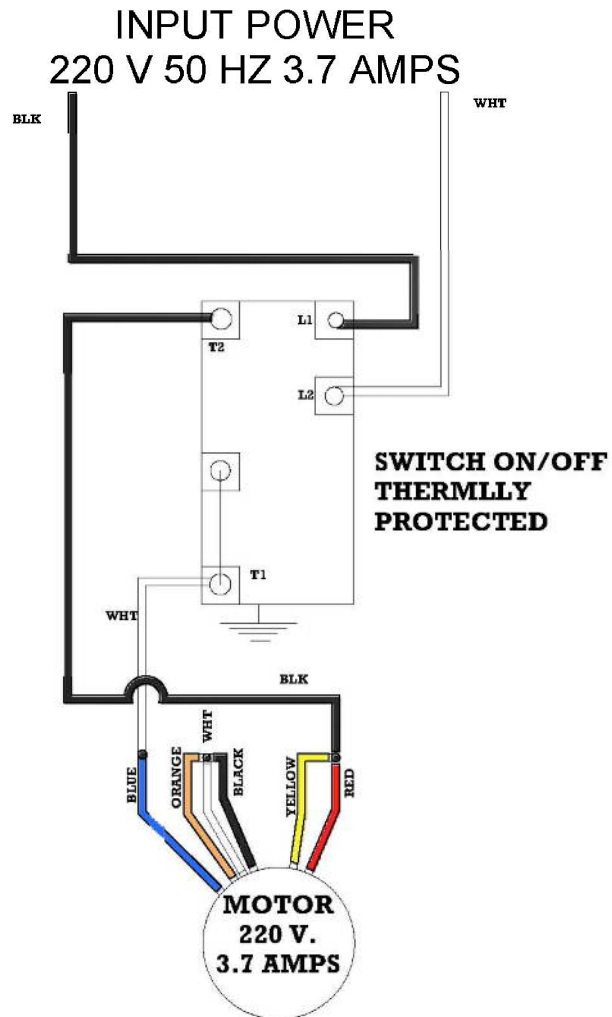 INPUT POWER
220 V 50 HZ 3.7 AMPS
BLK
WHT
L1
T2
L2
SWITCH ON/OFF
THERMLLY
PROTECTED
T1
WHT
BLK
BLUE
ORANGE
WHT
BLACK
YELLOW
RED
MOTOR
220 V.
3.7 AMPS